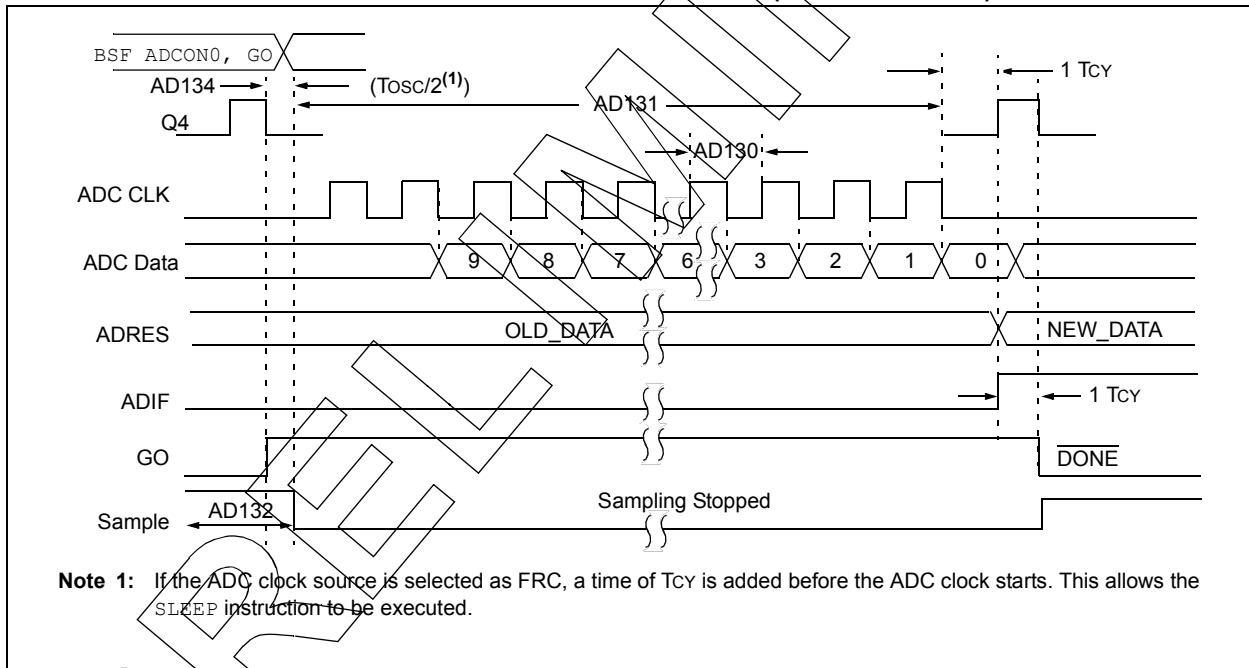 BSF ADCON0, GO
1 TCY
AD134 (TOSC/2(1))
AD131
Q4
AD130
ADC CLK
ADC Data 9 8 7 6 3 2 1 0
ADRES OLD_DATA NEW_DATA
ADIF 1 TCY
GO DONE
Sample AD132 Sampling Stopped
Note 1: If the ADC clock source is selected as FRC, a time of TCY is added before the ADC clock starts. This allows the
SLEEP instruction to be executed.